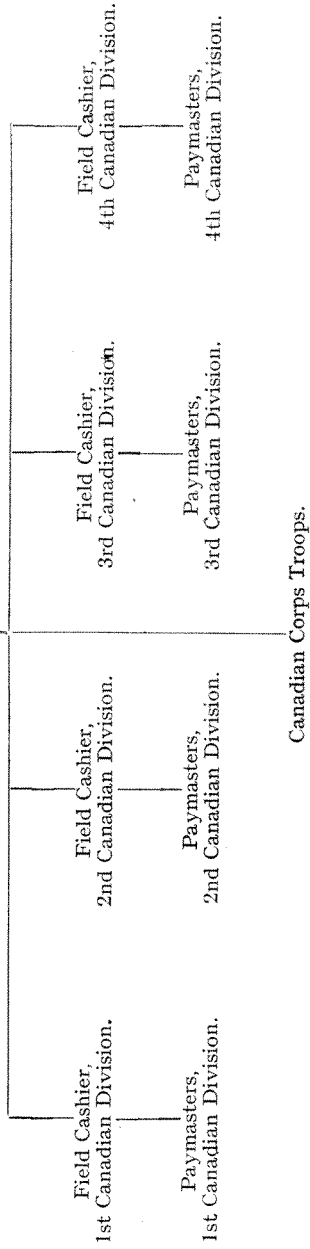 Field Cashier,
1st Canadian Division.
Field Cashier,
2nd Canadian Division.
Field Cashier,
3rd Canadian Division.
Field Cashier,
4th Canadian Division.
Paymasters,
1st Canadian Division.
Paymasters,
2nd Canadian Division.
Paymasters,
3rd Canadian Division.
Paymasters,
4th Canadian Division.
Canadian Corps Troops.